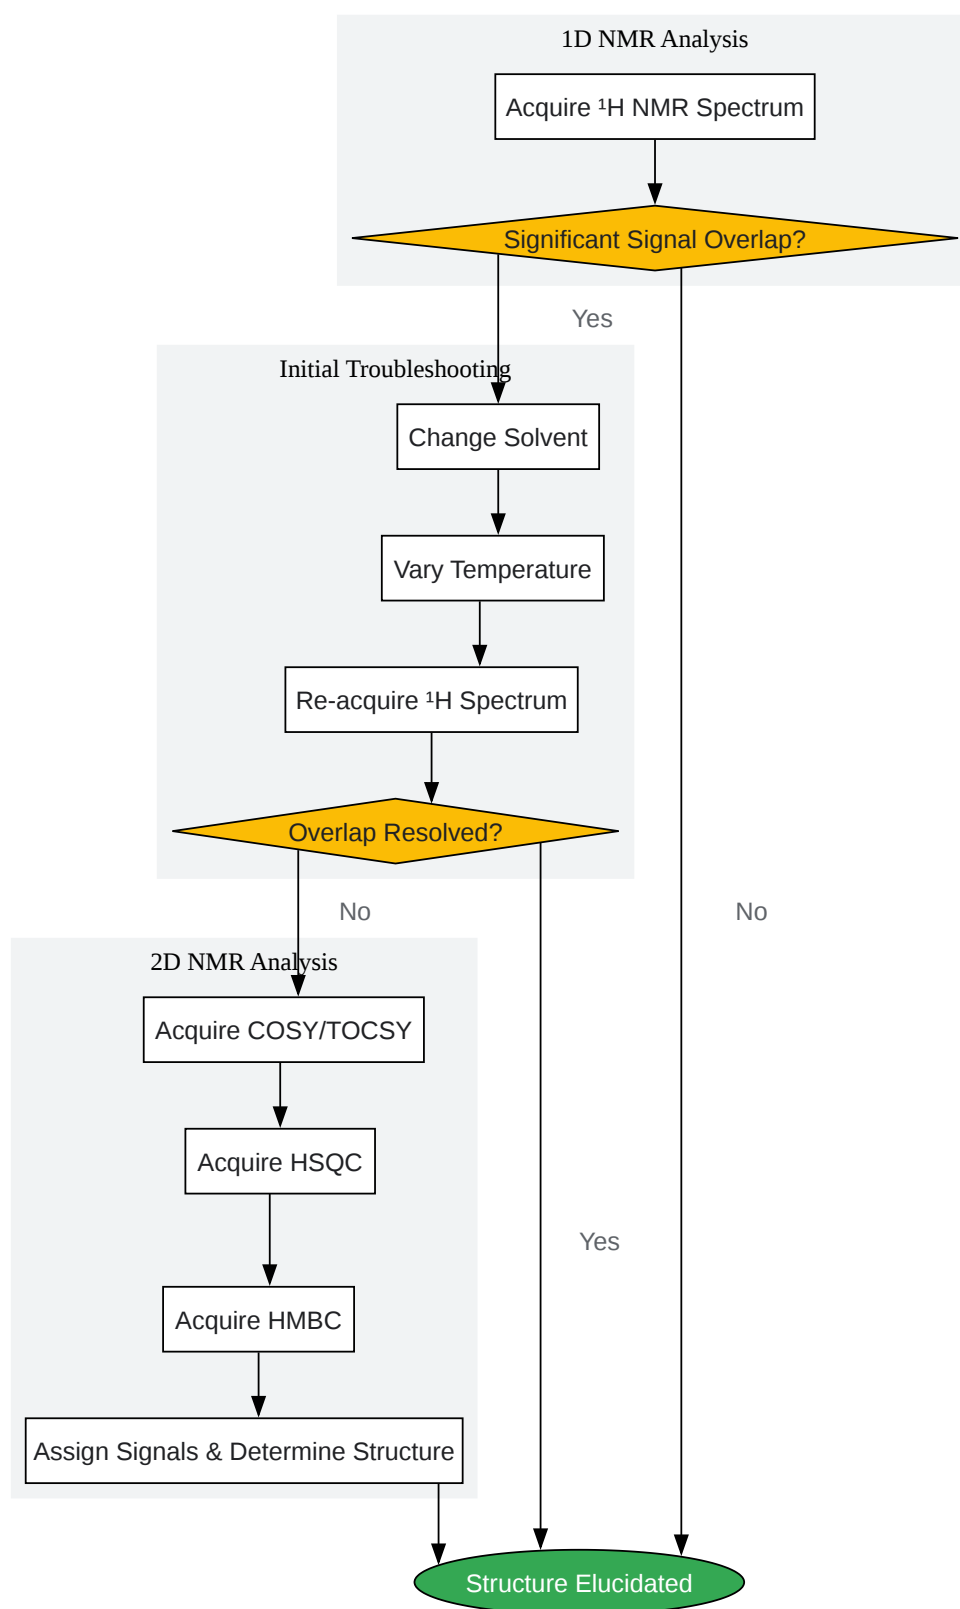 1D NMR Analysis
Acquire ¹H NMR Spectrum
Significant Signal Overlap?
Yes
Initial Troubleshooting
Change Solvent
Vary Temperature
Re-acquire ¹H Spectrum
Overlap Resolved?
No
No
2D NMR Analysis
Acquire COSY/TOCSY
Acquire HSQC
Yes
Acquire HMBC
Assign Signals & Determine Structure
Structure Elucidated